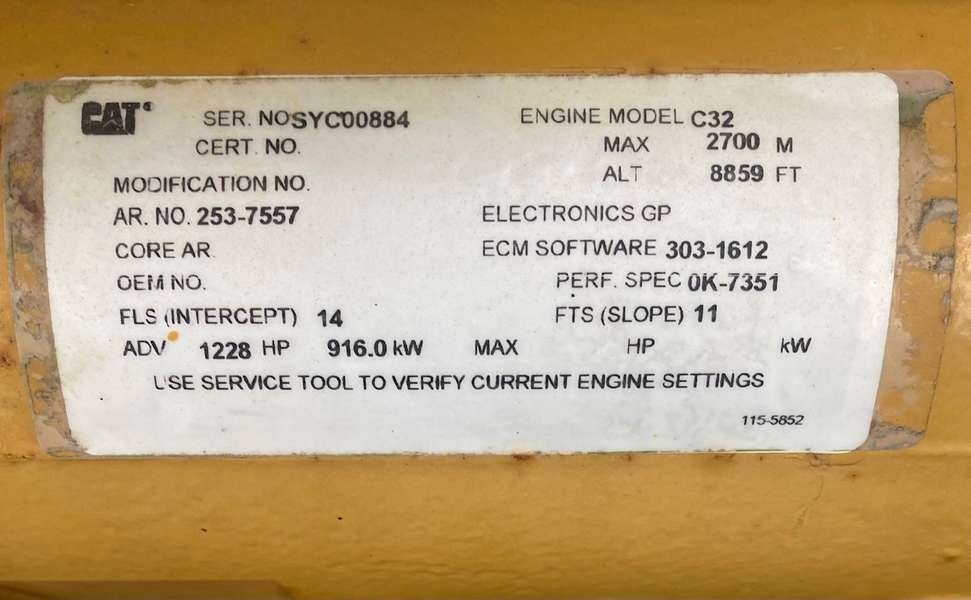 CAT SER. NO SYC00884 ENGINE MODEL C32
CERT. NO. MAX 2700 M
MODIFICATION NO. ALT 8859 FT
AR. NO. 253-7557 ELECTRONICS GP
CORE AR ECM SOFTWARE 303-1612
OEM NO. PERF. SPEC 0K-7351
FLS (INTERCEPT) 14 FTS (SLOPE) 11
ADV 1228 HP 916.0 kW MAX HP kW
USE SERVICE TOOL TO VERIFY CURRENT ENGINE SETTINGS
115-5852